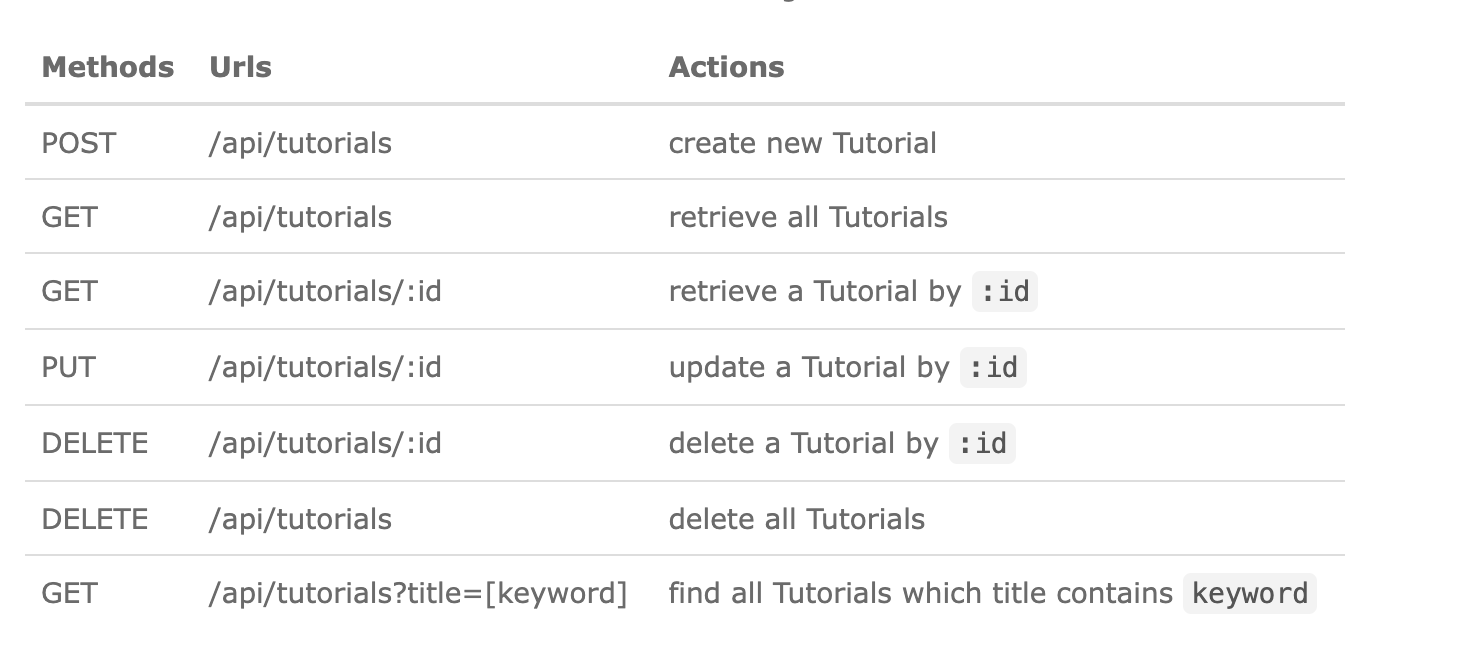 Methods Urls Actions
POST /api/tutorials create new Tutorial
GET /api/tutorials retrieve all Tutorials
GET /api/tutorials/:id retrieve a Tutorial by :id
PUT /api/tutorials/:id update a Tutorial by :id
DELETE /api/tutorials/:id delete a Tutorial by :id
DELETE /api/tutorials delete all Tutorials
GET /api/tutorials?title=[keyword] find all Tutorials which title contains keyword